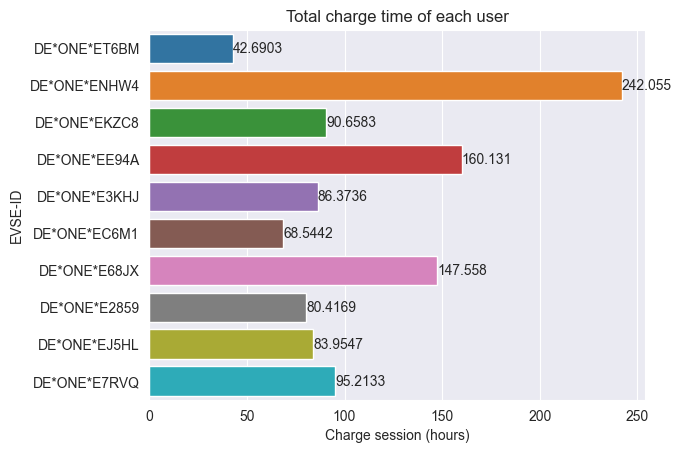 Total charge time of each user
EVSE-ID
DE*ONE*ET6BM 42.6903
DE*ONE*ENHW4 242.055
DE*ONE*EKZC8 90.6583
DE*ONE*EE94A 160.131
DE*ONE*E3KHJ 86.3736
DE*ONE*EC6M1 68.5442
DE*ONE*E68JX 147.558
DE*ONE*E2859 80.4169
DE*ONE*EJ5HL 83.9547
DE*ONE*E7RVQ 95.2133
0 50 100 150 200 250
Charge session (hours)